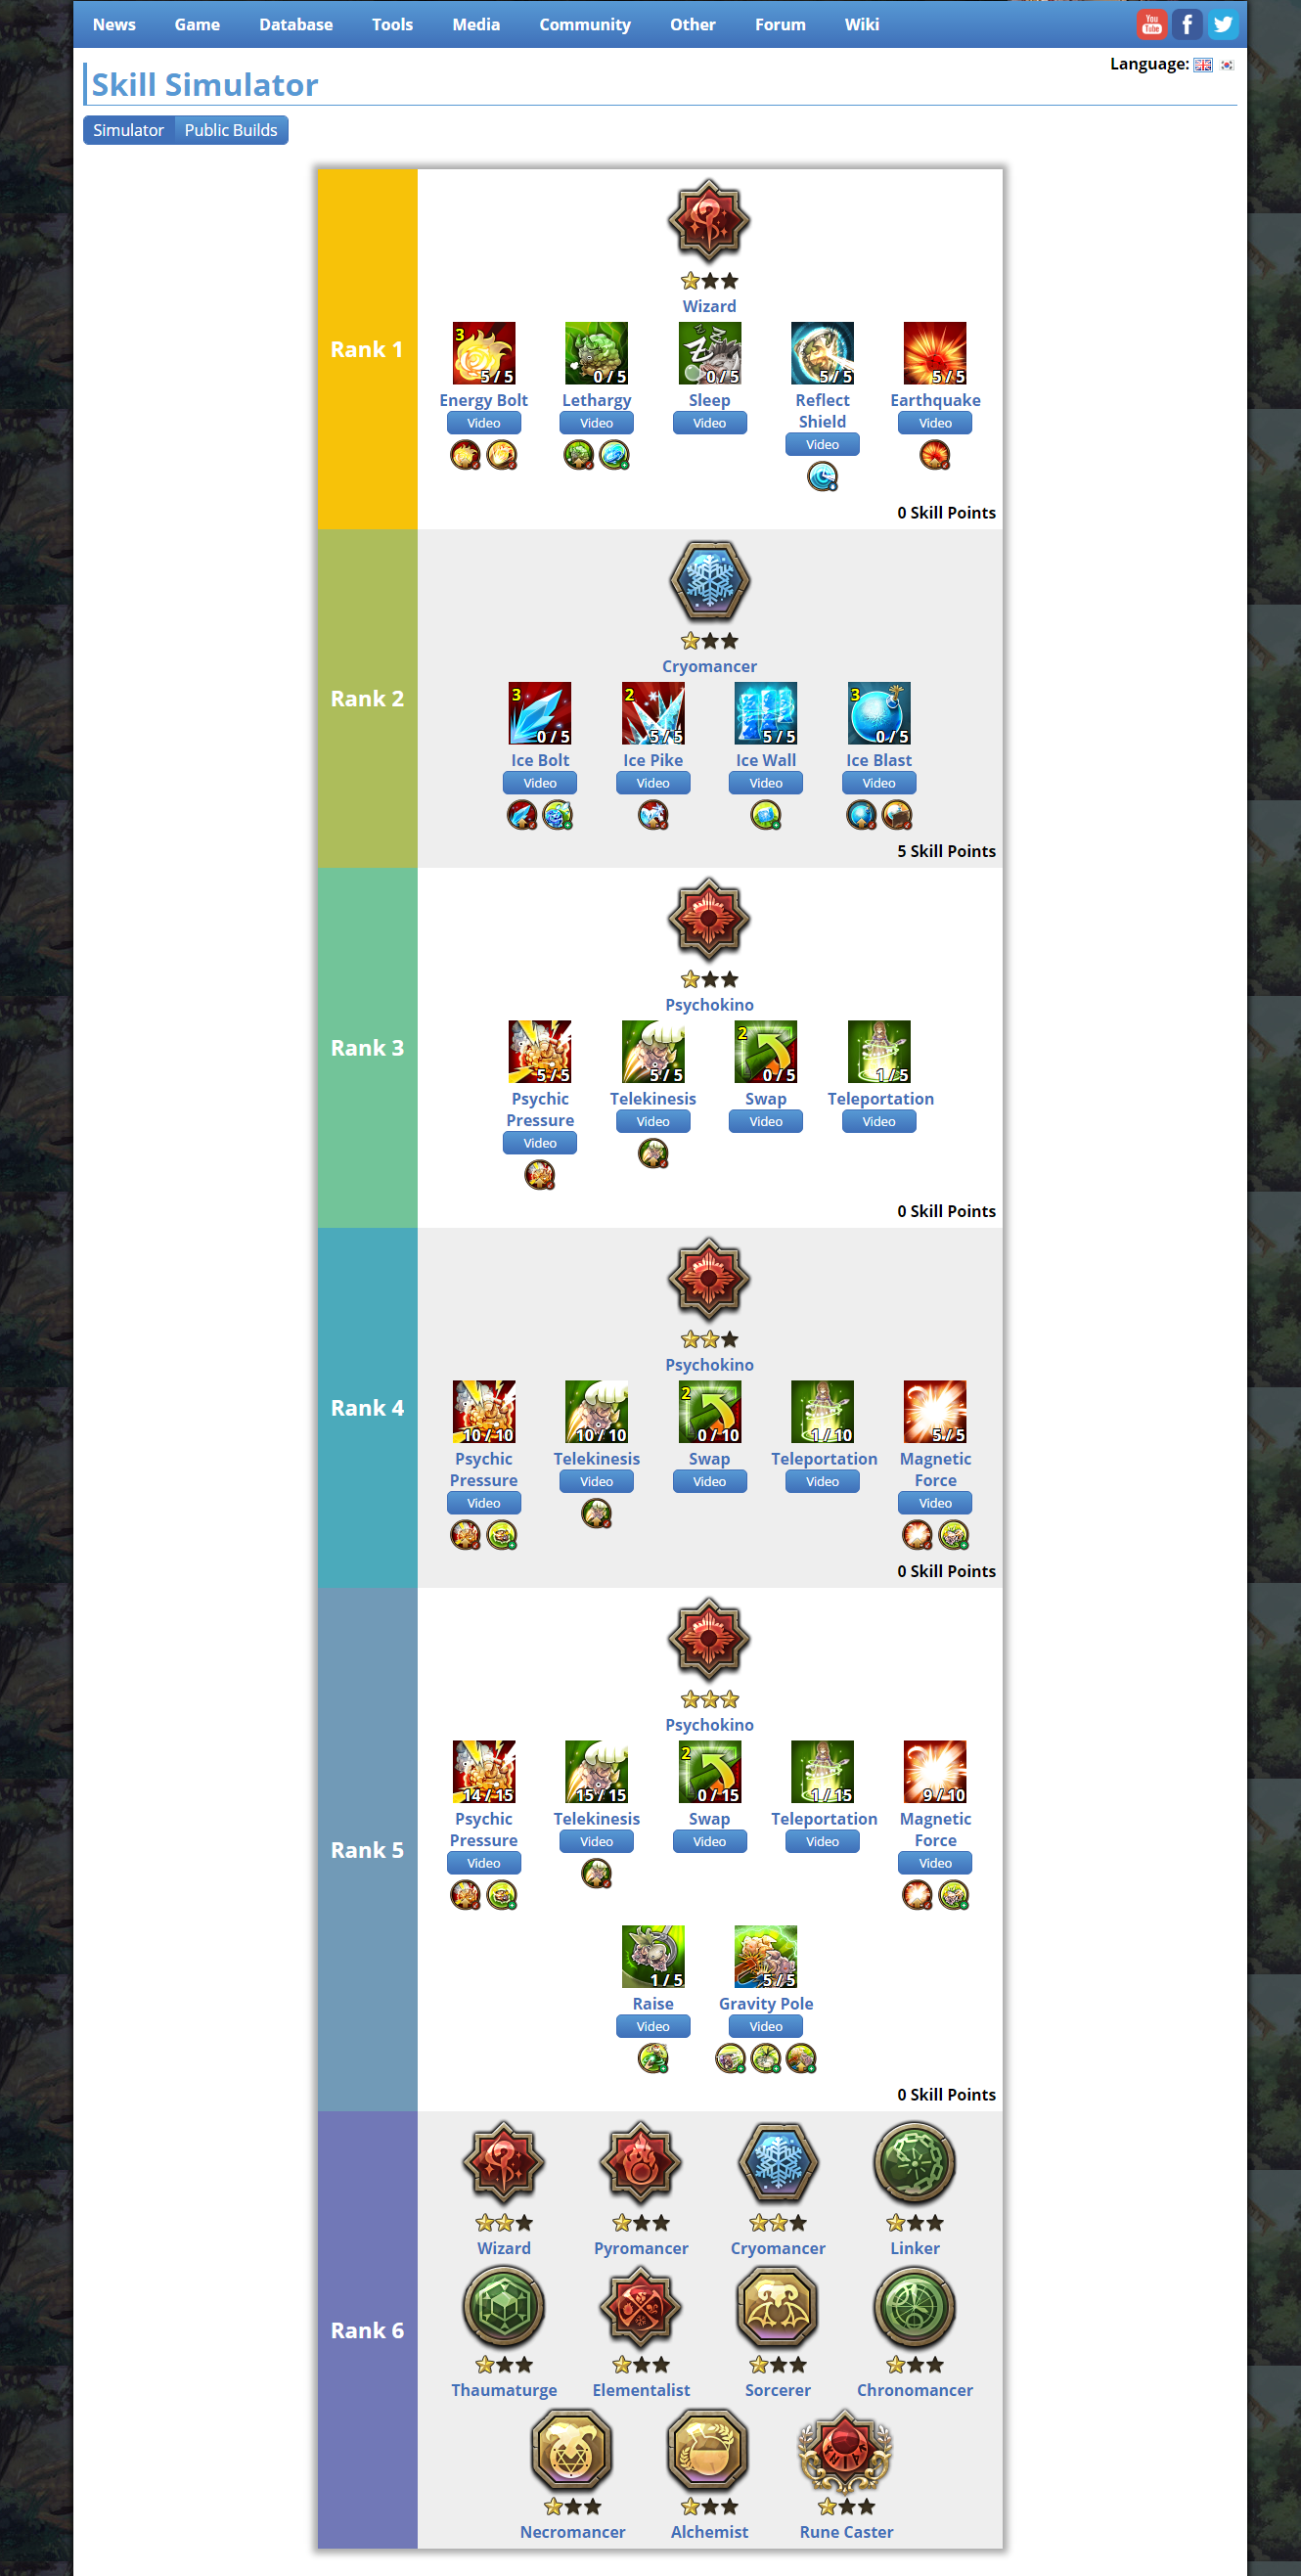 News Game Database Tools Media Community Other Forum Wiki You Tube
Language:
Skill Simulator
Simulator Public Builds
Rank 1
Wizard
3 5 / 5 0 / 5 0 / 5 5 / 5 5 / 5
Energy Bolt Lethargy Sleep Reflect Shield Earthquake
Video Video Video Video Video
0 Skill Points
Rank 2
Cryomancer
3 0 / 5 2 5 / 5 5 / 5 3 0 / 5
Ice Bolt Ice Pike Ice Wall Ice Blast
Video Video Video Video
5 Skill Points
Rank 3
Psychokino
5 / 5 5 / 5 2 0 / 5 1 / 5
Psychic Pressure Telekinesis Swap Teleportation
Video Video Video Video
0 Skill Points
Rank 4
Psychokino
10 / 10 10 / 10 2 0 / 10 1 / 10 5 / 5
Psychic Pressure Telekinesis Swap Teleportation Magnetic Force
Video Video Video Video Video
0 Skill Points
Rank 5
Psychokino
14 / 15 15 / 15 2 0 / 15 1 / 15 9 / 10
Psychic Pressure Telekinesis Swap Teleportation Magnetic Force
Video Video Video Video Video
1 / 5 5 / 5
Raise Gravity Pole
Video Video
0 Skill Points
Rank 6
Wizard Pyromancer Cryomancer Linker
Thaumaturge Elementalist Sorcerer Chronomancer
Necromancer Alchemist Rune Caster